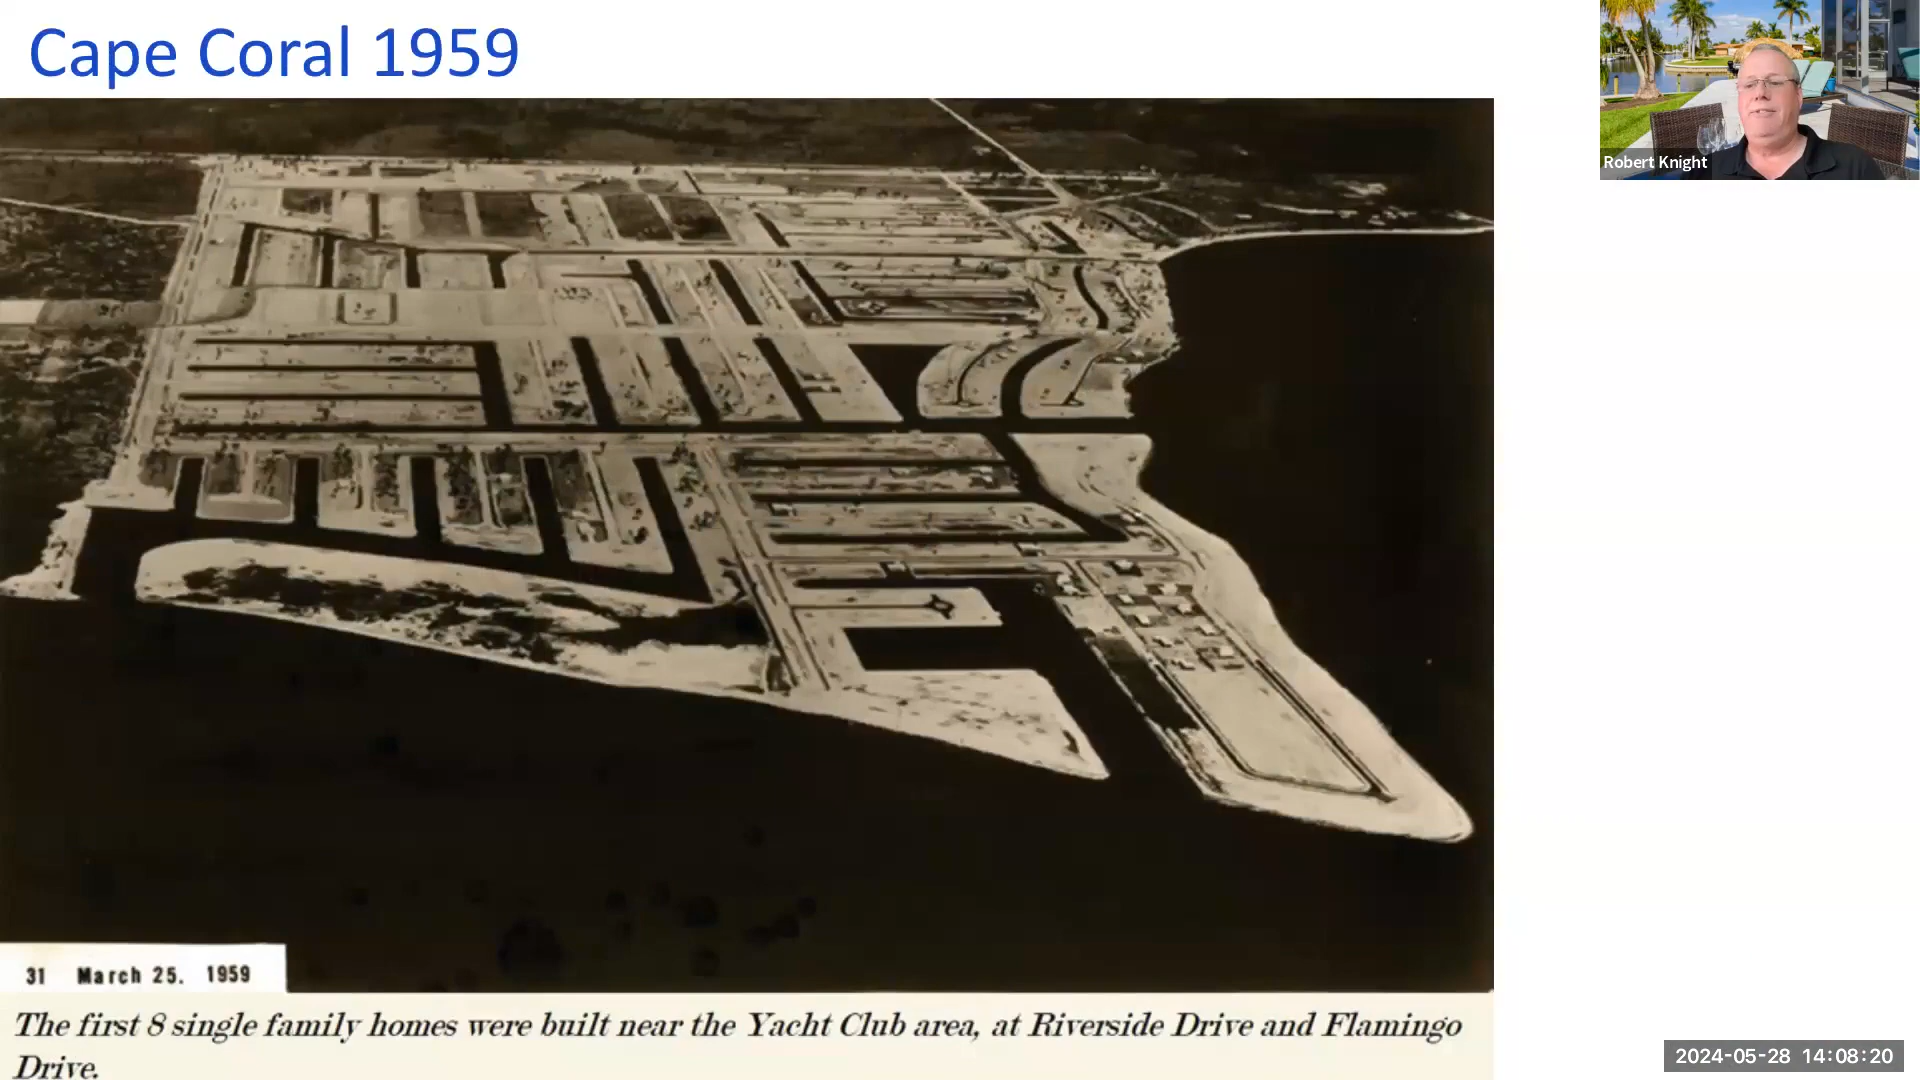 Cape Coral 1959
Robert Knight
31 March 25. 1959
The first 8 single family homes were built near the Yacht Club area, at Riverside Drive and Flamingo
Drive.
2024-05-28 14:08:20